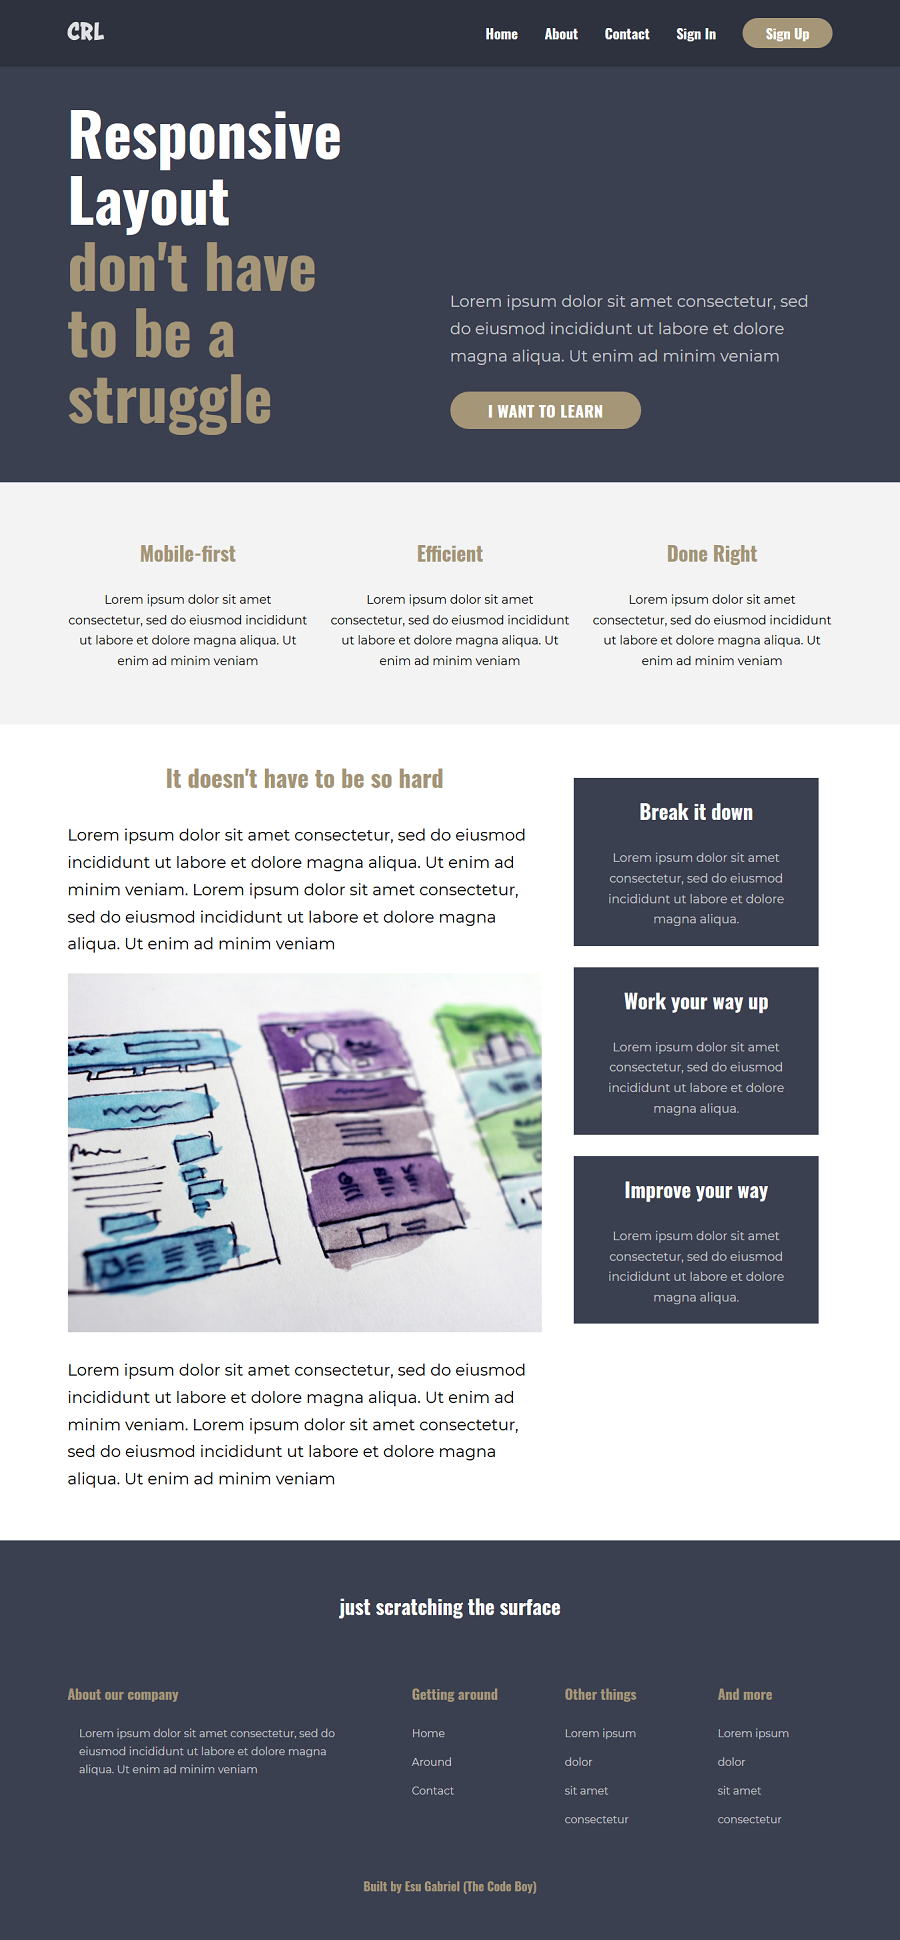 CRL
Home About Contact Sign In Sign Up
Responsive
Layout
don't have
to be a
struggle
Lorem ipsum dolor sit amet consectetur, sed
do eiusmod incididunt ut labore et dolore
magna aliqua. Ut enim ad minim veniam
I WANT TO LEARN
Mobile-first
Lorem ipsum dolor sit amet
consectetur, sed do eiusmod incididunt
ut labore et dolore magna aliqua. Ut
enim ad minim veniam
Efficient
Lorem ipsum dolor sit amet
consectetur, sed do eiusmod incididunt
ut labore et dolore magna aliqua. Ut
enim ad minim veniam
Done Right
Lorem ipsum dolor sit amet
consectetur, sed do eiusmod incididunt
ut labore et dolore magna aliqua. Ut
enim ad minim veniam
It doesn't have to be so hard
Lorem ipsum dolor sit amet consectetur, sed do eiusmod
incididunt ut labore et dolore magna aliqua. Ut enim ad
minim veniam. Lorem ipsum dolor sit amet consectetur,
sed do eiusmod incididunt ut labore et dolore magna
aliqua. Ut enim ad minim veniam
Lorem ipsum dolor sit amet consectetur, sed do eiusmod
incididunt ut labore et dolore magna aliqua. Ut enim ad
minim veniam. Lorem ipsum dolor sit amet consectetur,
sed do eiusmod incididunt ut labore et dolore magna
aliqua. Ut enim ad minim veniam
Break it down
Lorem ipsum dolor sit amet
consectetur, sed do eiusmod
incididunt ut labore et dolore
magna aliqua.
Work your way up
Lorem ipsum dolor sit amet
consectetur, sed do eiusmod
incididunt ut labore et dolore
magna aliqua.
Improve your way
Lorem ipsum dolor sit amet
consectetur, sed do eiusmod
incididunt ut labore et dolore
magna aliqua.
just scratching the surface
About our company
Lorem ipsum dolor sit amet consectetur, sed do
eiusmod incididunt ut labore et dolore magna
aliqua. Ut enim ad minim veniam
Getting around
Home
Around
Contact
Other things
Lorem ipsum
dolor
sit amet
consectetur
And more
Lorem ipsum
dolor
sit amet
consectetur
Built by Esu Gabriel (The Code Boy)